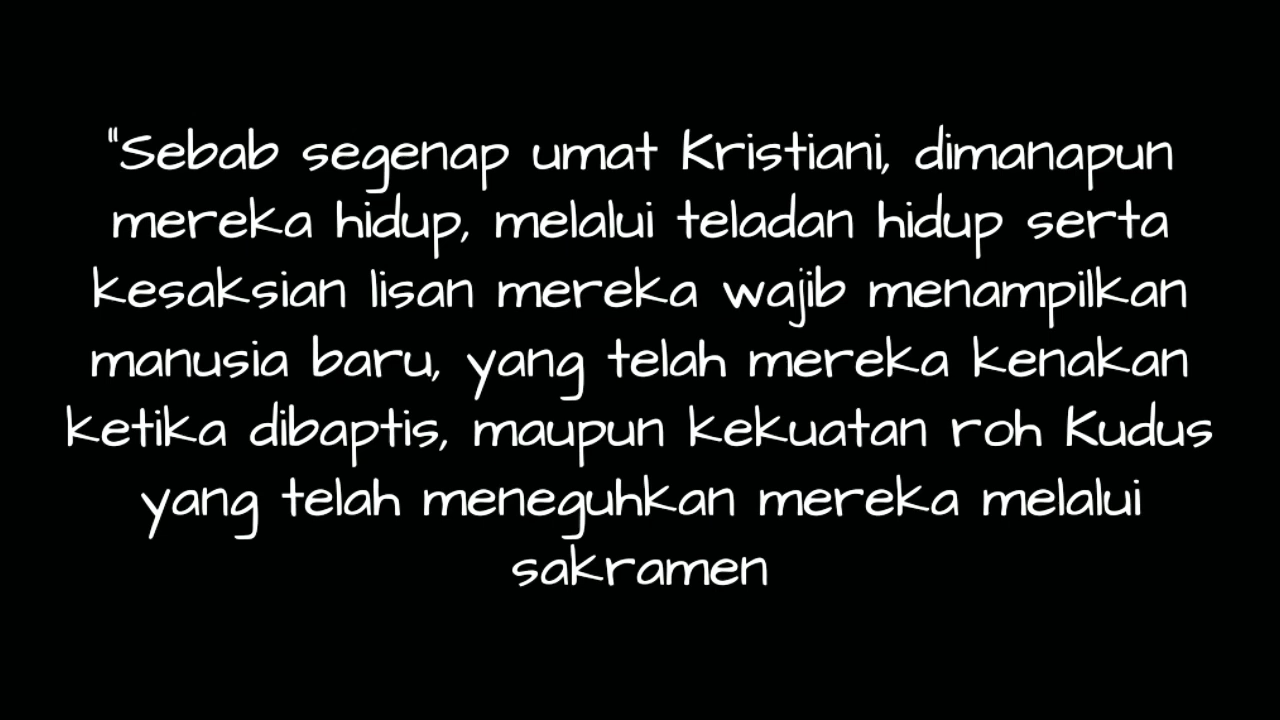 "Sebab segenap umat Kristiani, dimanapun
mereka hidup, melalui teladan hidup serta
kesaksian lisan mereka wajib menampilkan
manusia baru, yang telah mereka kenakan
ketika dibaptis, maupun kekuatan roh Kudus
yang telah meneguhkan mereka melalui
sakramen